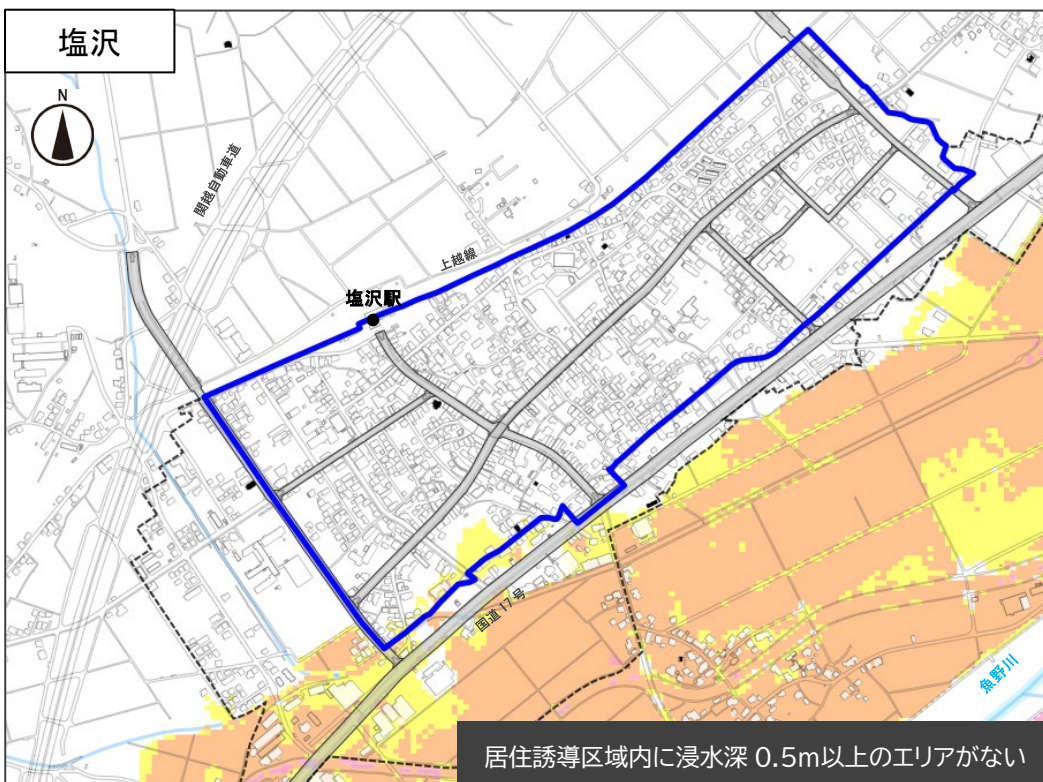 塩沢
N
関越自動車道
上越線
塩沢駅
国道17号
魚野川
居住誘導区域内に浸水深 0.5m以上のエリアがない